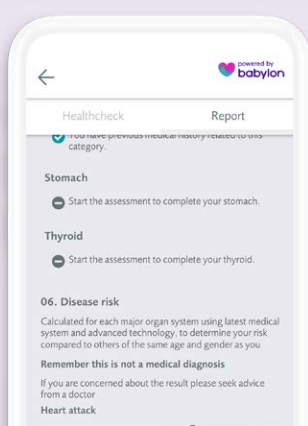 powered by
babylon
Healthcheck
Report
You have previous medical history related to this
category.
Stomach
Start the assessment to complete your stomach.
Thyroid
Start the assessment to complete your thyroid.
06. Disease risk
Calculated for each major organ system using latest medical
system and advanced technology, to determine your risk
compared to others of the same age and gender as you
Remember this is not a medical diagnosis
If you are concerned about the result please seek advice
from a doctor
Heart attack